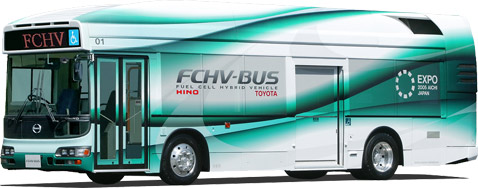 FCHV
01
FCHV-BUS
FUEL CELL HYBRID VEHICLE
HINO TOYOTA
EXPO
2005 AICHI
JAPAN